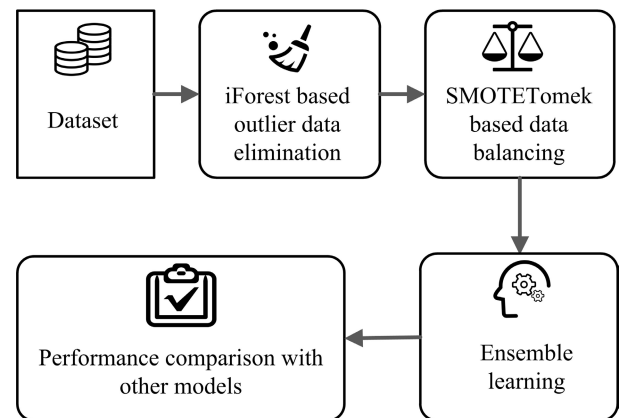 Dataset
iForest based
outlier data
elimination
SMOTETomek
based data
balancing
Ensemble
learning
Performance comparison with
other models